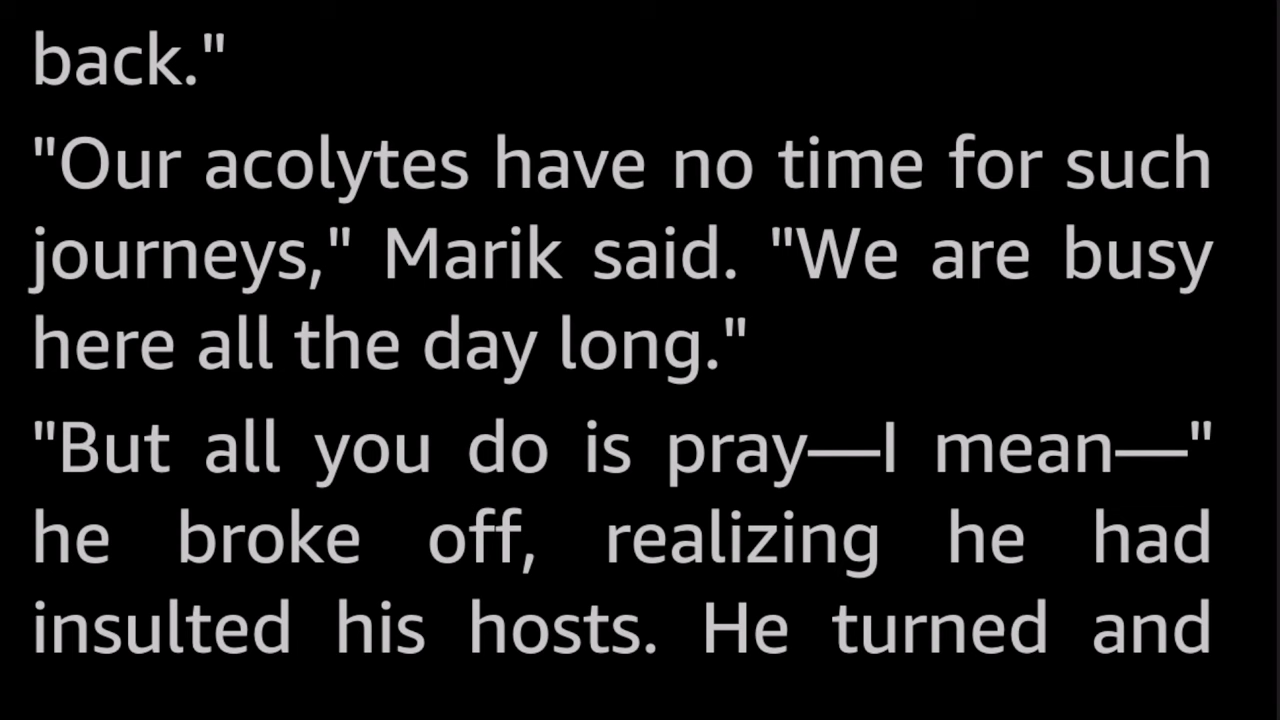 back."
"Our acolytes have no time for such
journeys," Marik said. "We are busy
here all the day long."
"But all you do is pray—I mean—"
he broke off, realizing he had
insulted his hosts. He turned and